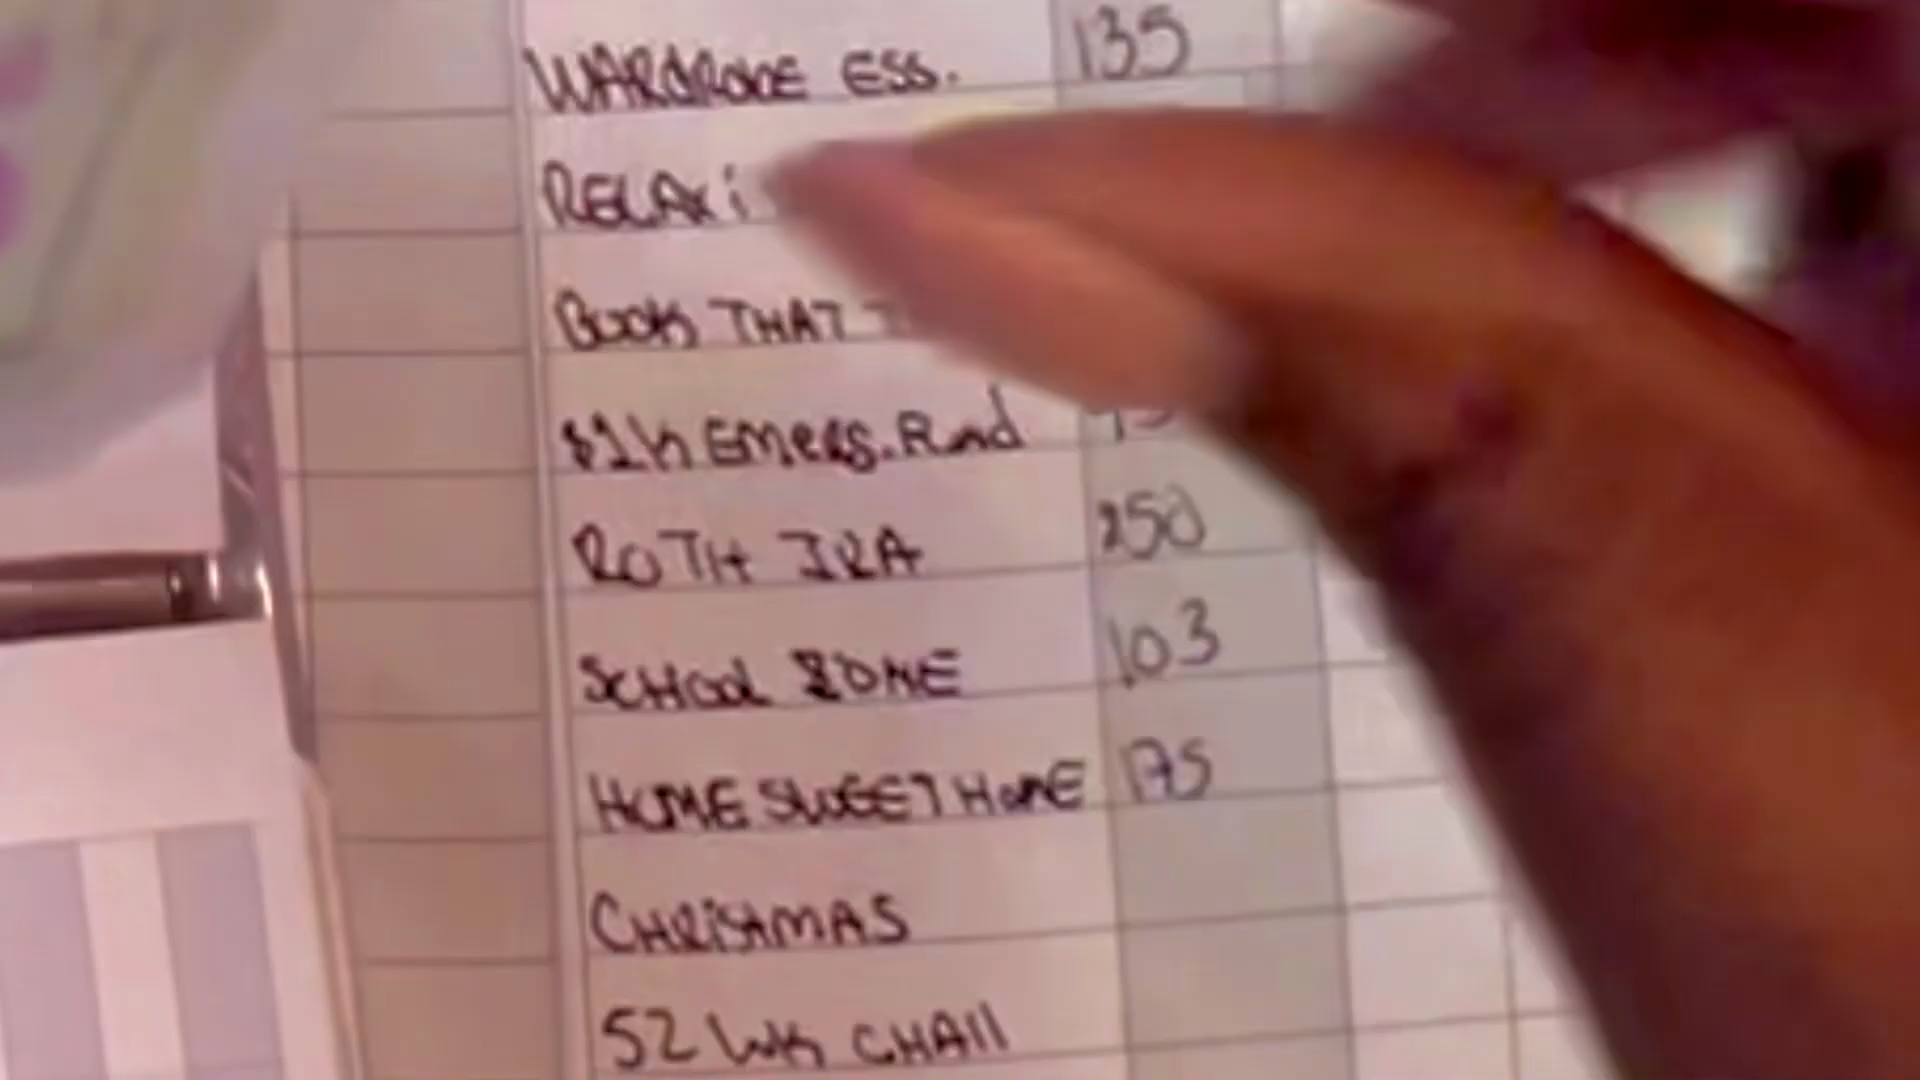 WARDROBE ESS. 135
RELAXi
BOOK THAT
$1K EMERG. Fund
ROTH IRA 250
SCHOOL ZONE 103
HOME SWEET HOME 175
CHRISTMAS
52 WK CHAll